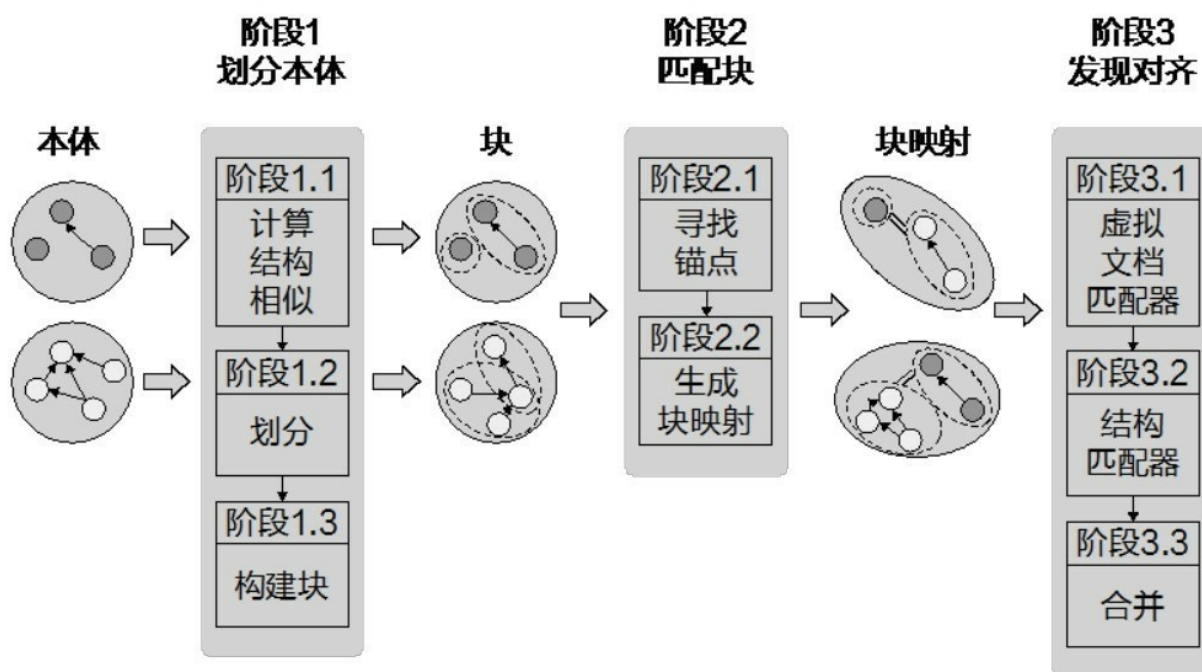 阶段1
划分本体
阶段2
匹配块
阶段3
发现对齐
本体
块
块映射
阶段1.1
计算
结构
相似
阶段1.2
划分
阶段1.3
构建块
阶段2.1
寻找
锚点
阶段2.2
生成
块映射
阶段3.1
虚拟
文档
匹配器
阶段3.2
结构
匹配器
阶段3.3
合并